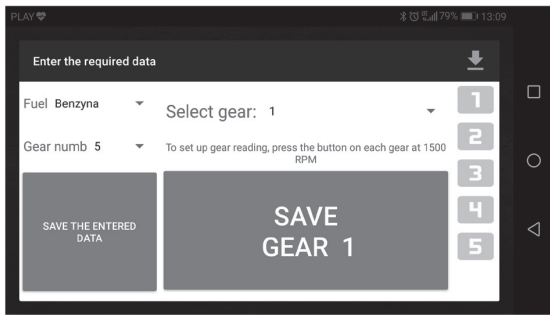 PLAY 79% 13:09
Enter the required data
Fuel Benzyna
Gear numb 5
SAVE THE ENTERED
DATA
Select gear: 1
To set up gear reading, press the button on each gear at 1500
RPM
SAVE
GEAR 1
1
2
3
4
5